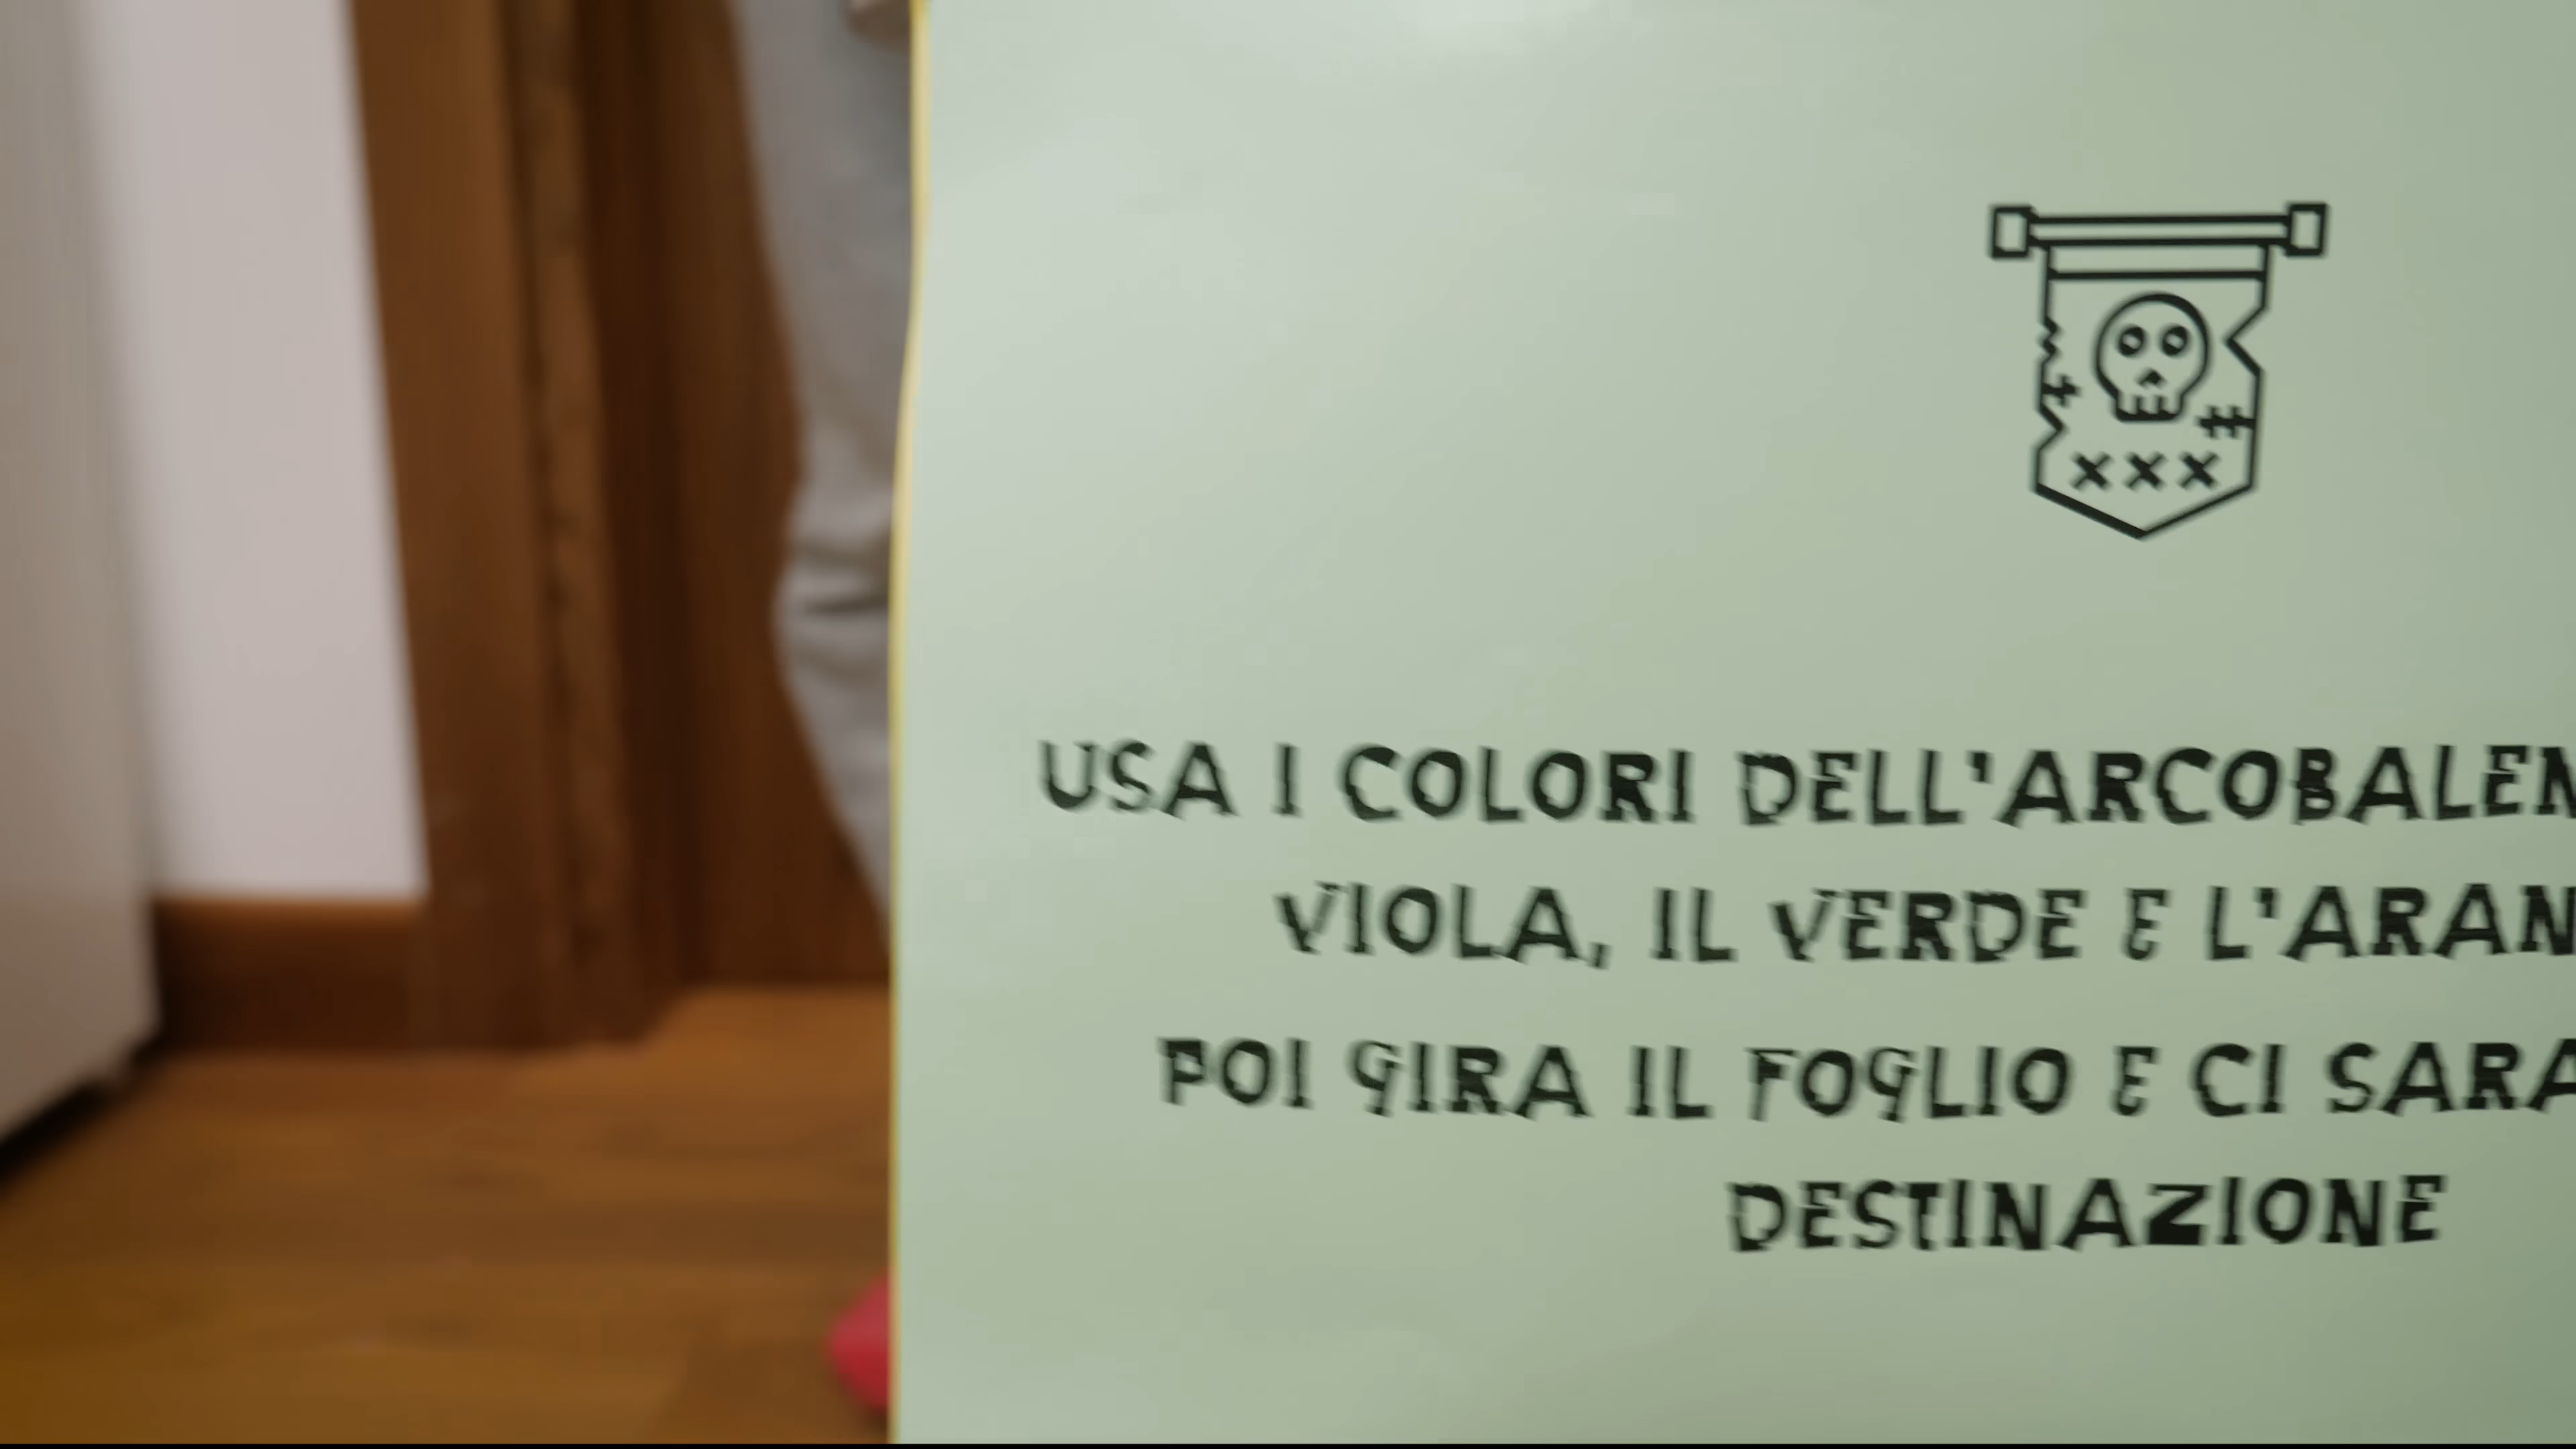 USA I COLORI DELL'ARCOBALEN
VIOLA, IL VERDE E L'ARAN
POI GIRA IL FOGLIO E CI SARA
DESTINAZIONE